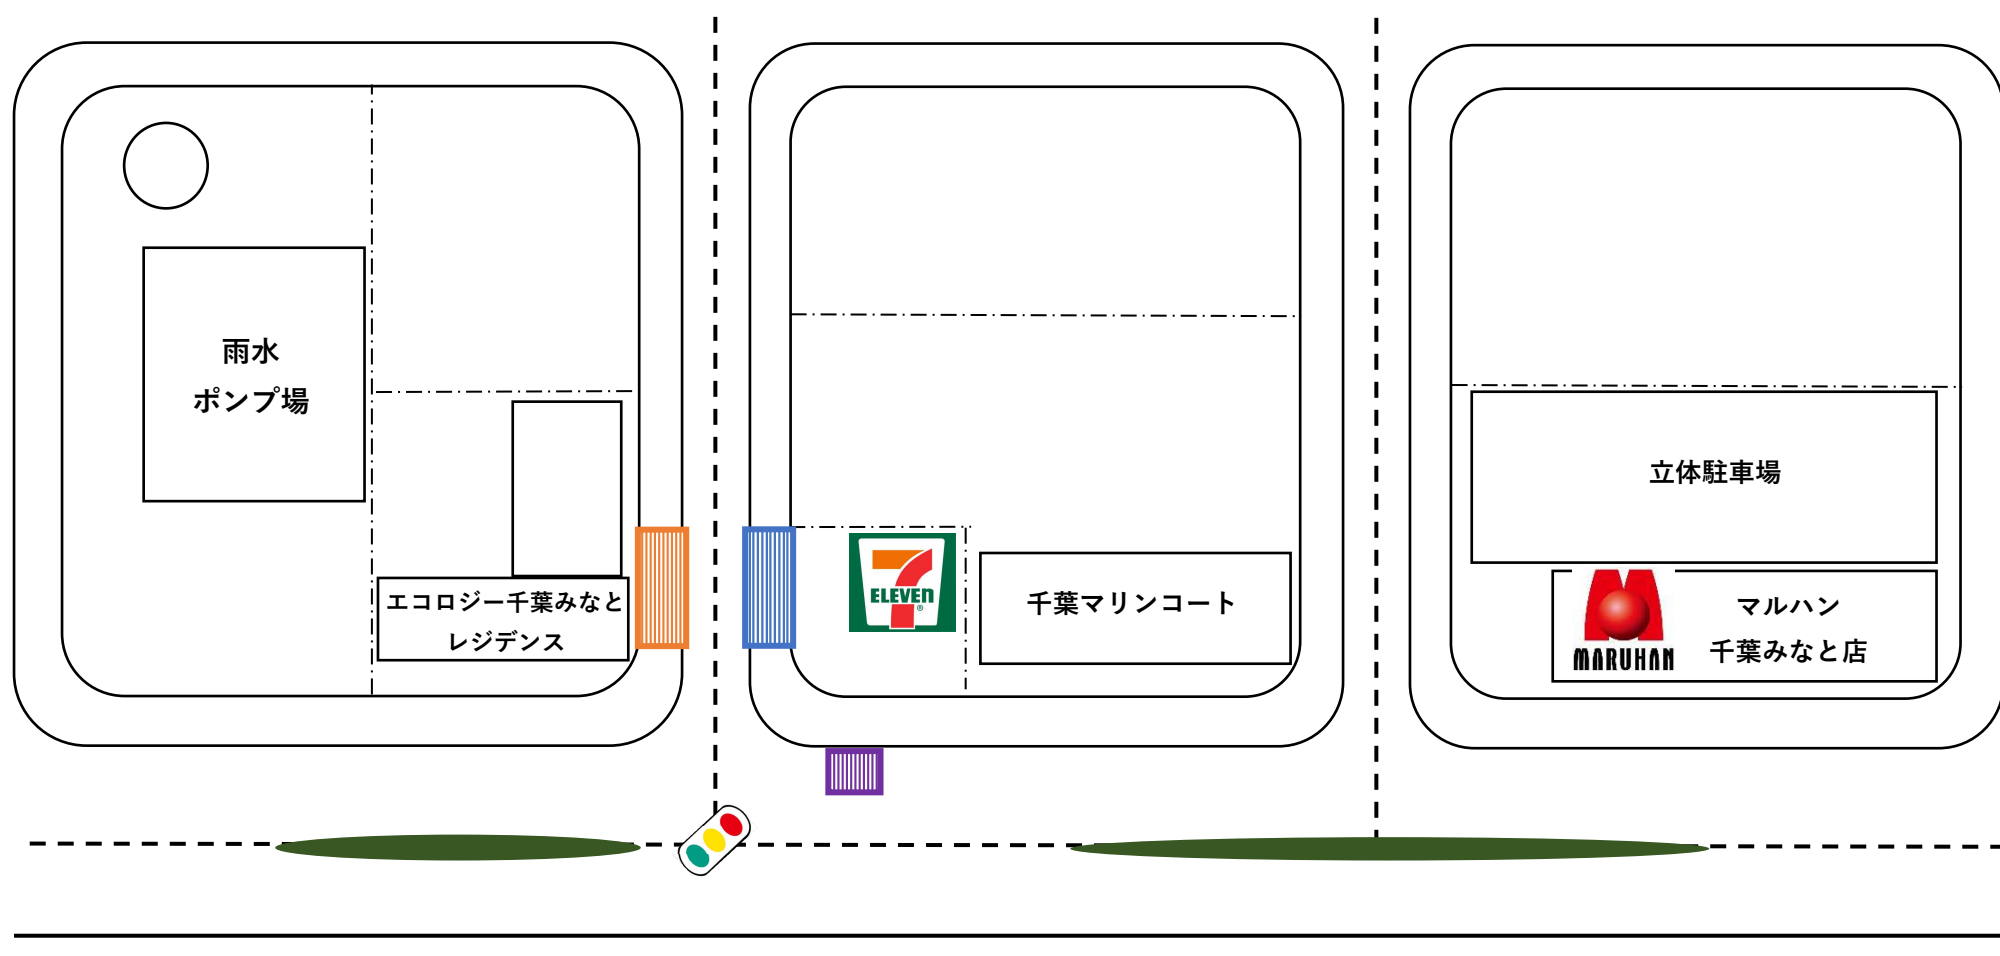 雨水
ポンプ場
エコロジー千葉みなと
レジデンス
7
ELEVEn
®
千葉マリンコート
立体駐車場
MARUHAN
マルハン
千葉みなと店